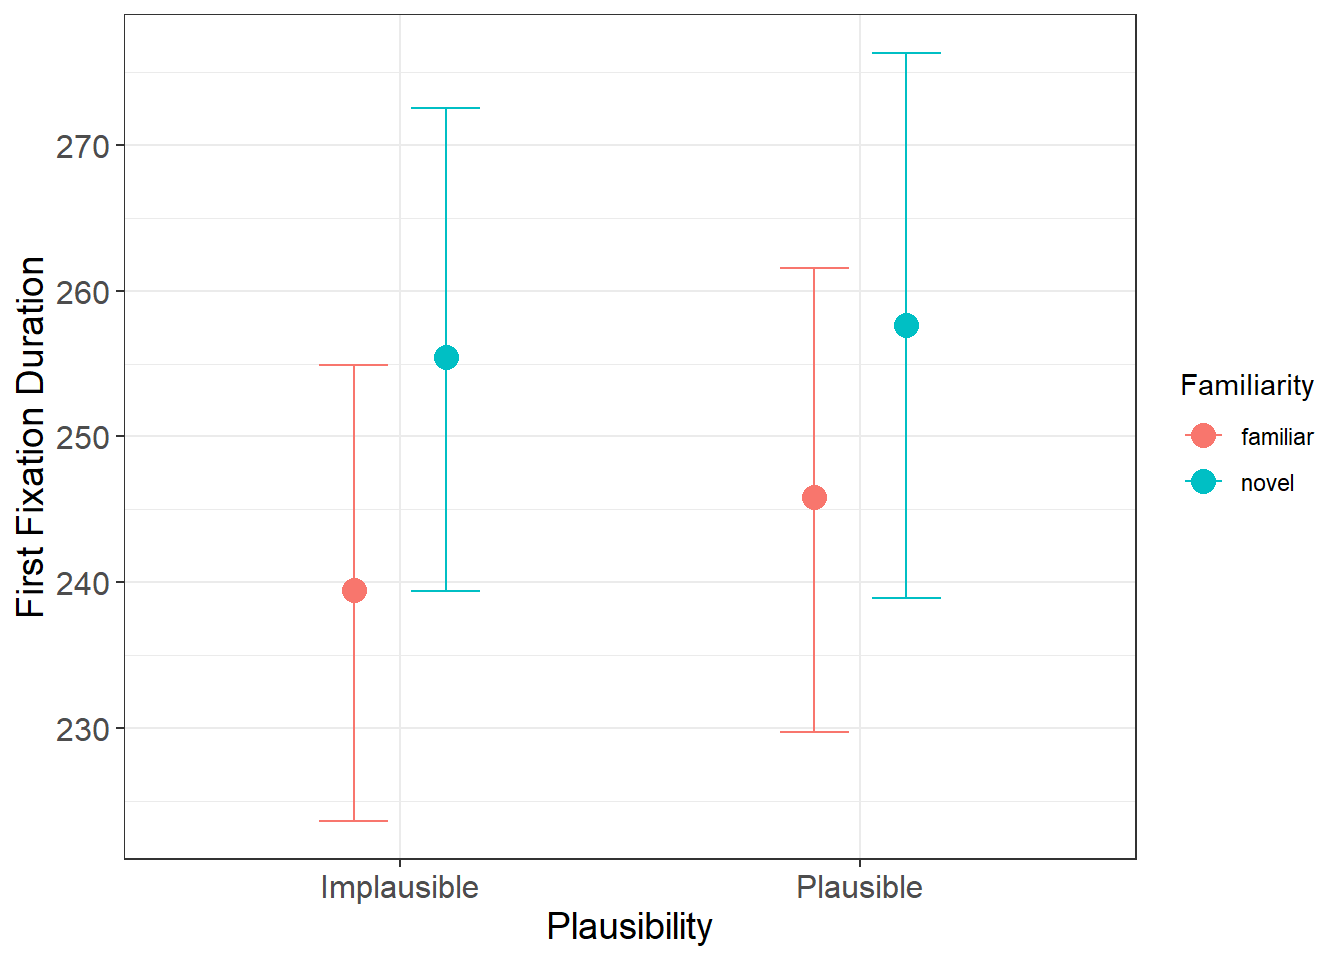 First Fixation Duration
270
260
250
240
230
Implausible
Plausible
Plausibility
Familiarity
familiar
novel